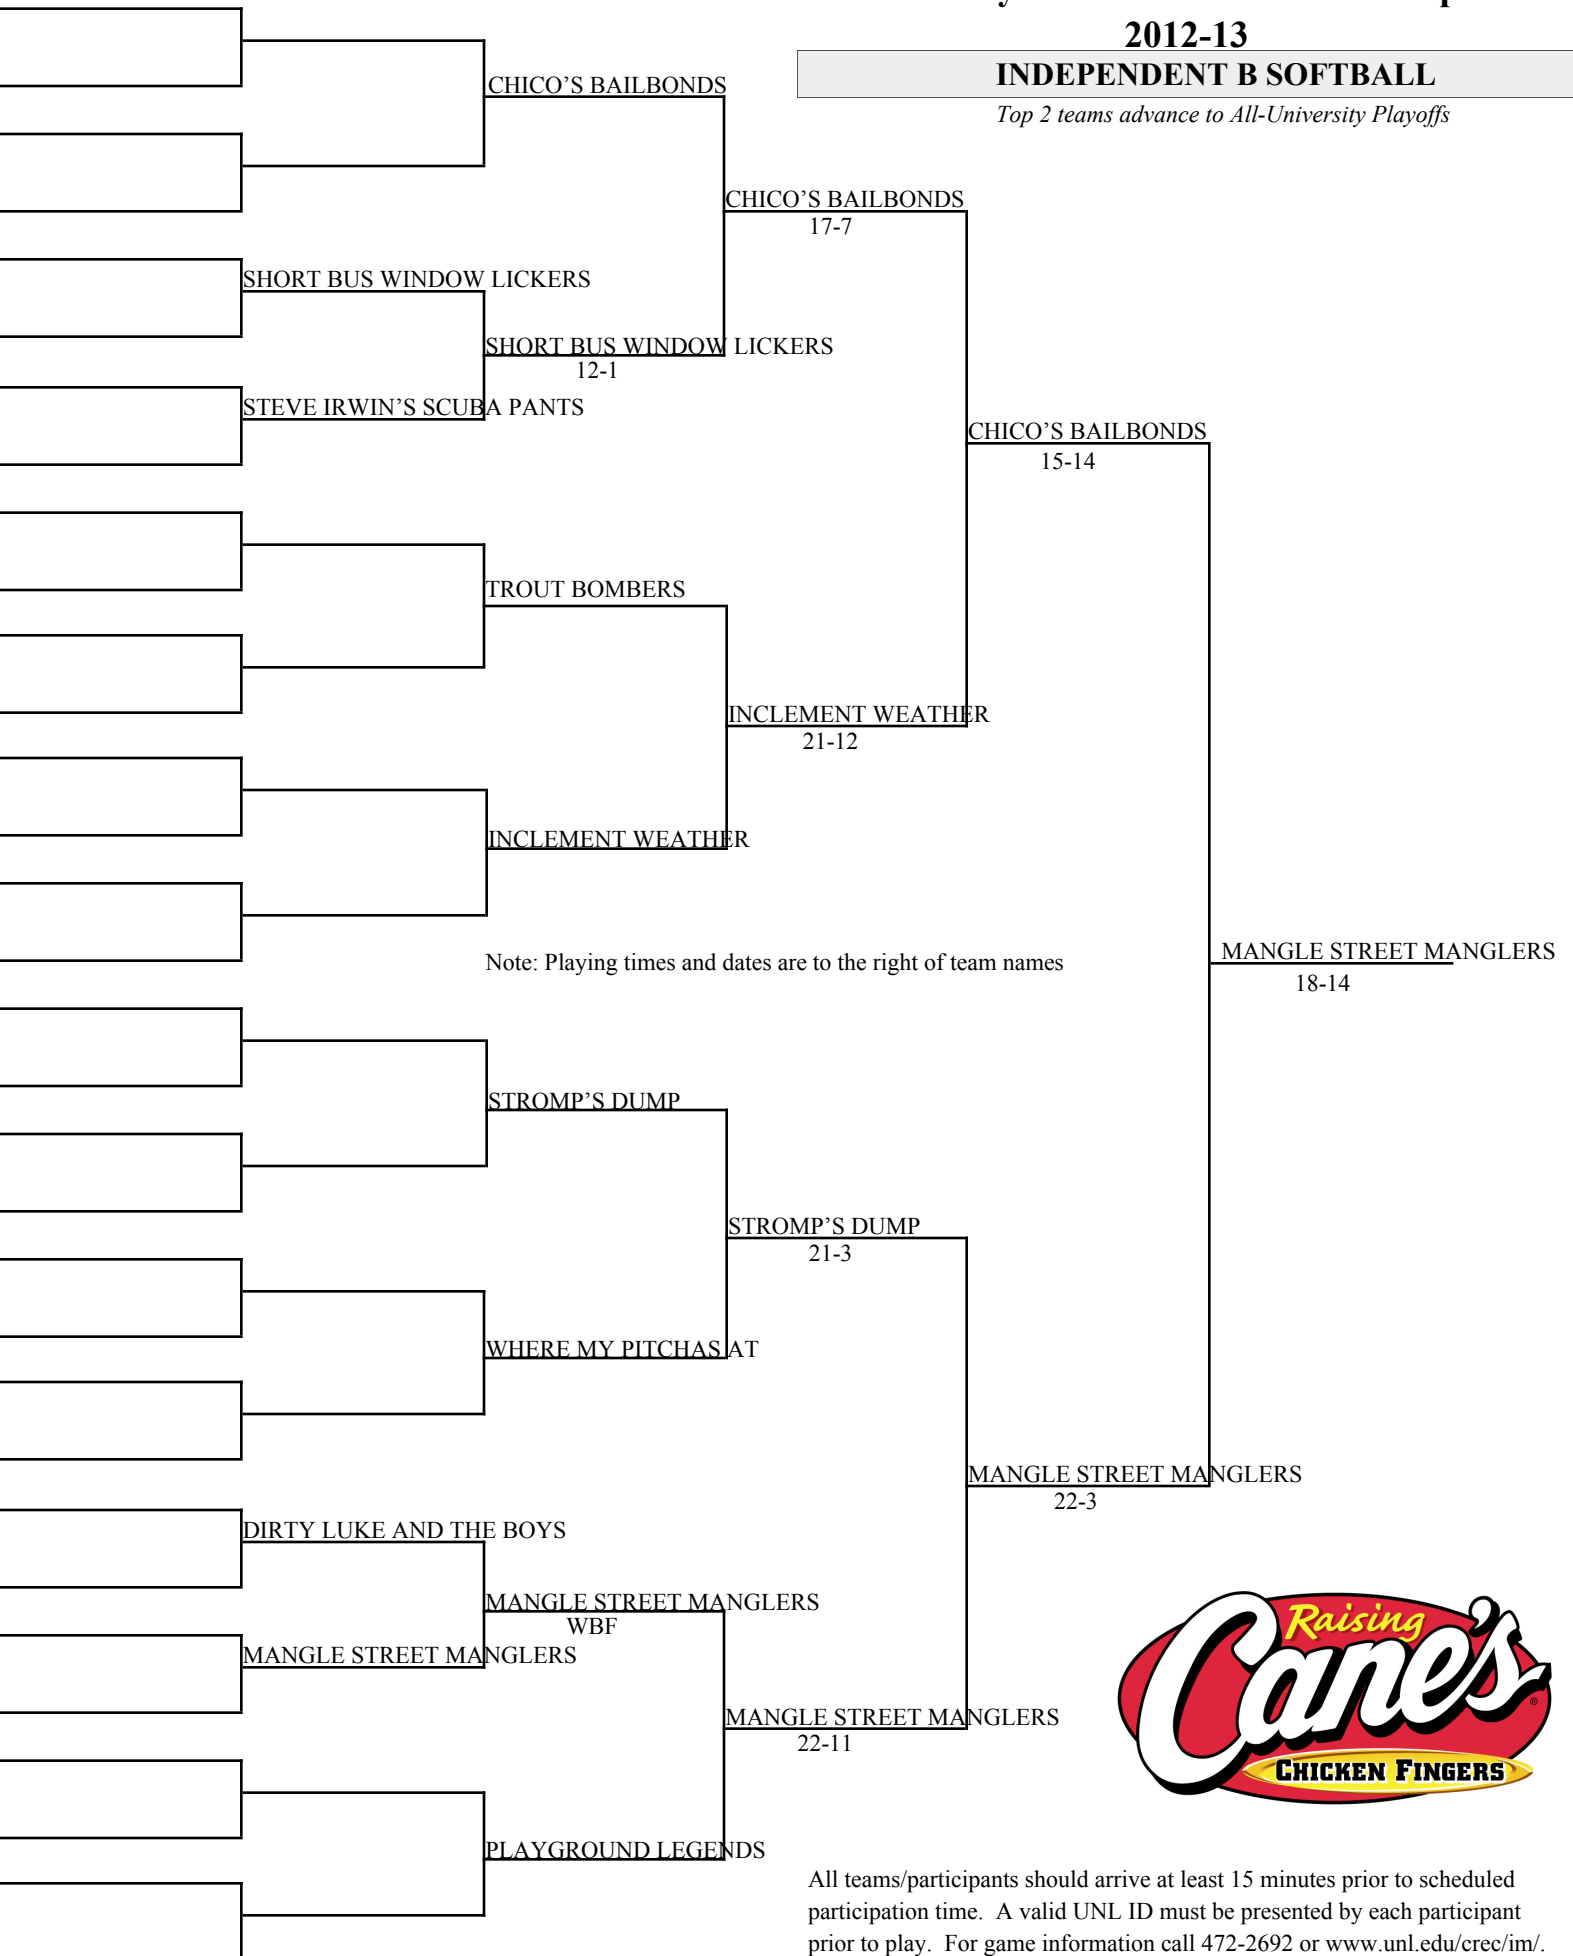 2012-13
INDEPENDENT B SOFTBALL
Top 2 teams advance to All-University Playoffs
CHICO’S BAILBONDS
CHICO’S BAILBONDS
17-7
SHORT BUS WINDOW LICKERS
SHORT BUS WINDOW LICKERS
12-1
STEVE IRWIN’S SCUBA PANTS
CHICO’S BAILBONDS
15-14
TROUT BOMBERS
INCLEMENT WEATHER
21-12
INCLEMENT WEATHER
MANGLE STREET MANGLERS
18-14
Note: Playing times and dates are to the right of team names
STROMP’S DUMP
STROMP’S DUMP
21-3
WHERE MY PITCHAS AT
MANGLE STREET MANGLERS
22-3
DIRTY LUKE AND THE BOYS
MANGLE STREET MANGLERS
WBF
MANGLE STREET MANGLERS
MANGLE STREET MANGLERS
22-11
PLAYGROUND LEGENDS
Raising
Cane's
®
CHICKEN FINGERS
All teams/participants should arrive at least 15 minutes prior to scheduled
participation time. A valid UNL ID must be presented by each participant
prior to play. For game information call 472-2692 or www.unl.edu/crec/im/.